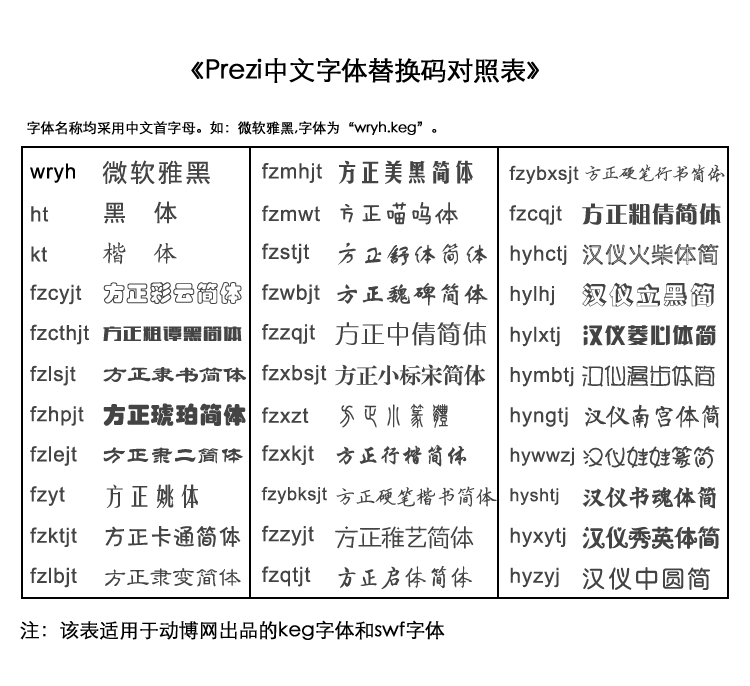 《Prezi中文字体替换码对照表》
字体名称均采用中文首字母。如：微软雅黑,字体为“wryh.keg”。
wryh 微软雅黑
ht 黑 体
kt 楷 体
fzcyjt 方正彩云简体
fzcthjt 方正粗谭黑简体
fzlsjt 方正隶书简体
fzhpjt 方正琥珀简体
fzlejt 方正隶二简体
fzyt 方正姚体
fzktjt 方正卡通简体
fzlbjt 方正隶变简体
fzmhjt 方正美黑简体
fzmwt 方正喵呜体
fzstjt 方正舒体简体
fzwbjt 方正魏碑简体
fzzqjt 方正中倩简体
fzxbsjt 方正小标宋简体
fzxzt 方正小篆體
fzxkjt 方正行楷简体
fzybksjt 方正硬笔楷书简体
fzzyjt 方正稚艺简体
fzqtjt 方正启体简体
fzybxsjt 方正硬笔行书简体
fzcqjt 方正粗倩简体
hyhctj 汉仪火柴体简
hylhj 汉仪立黑简
hylxtj 汉仪菱心体简
hymbtj 汉仪漫步体简
hyngtj 汉仪南宫体简
hywwzj 汉仪娃娃篆简
hyshtj 汉仪书魂体简
hyxytj 汉仪秀英体简
hyzyj 汉仪中圆简
注：该表适用于动博网出品的keg字体和swf字体